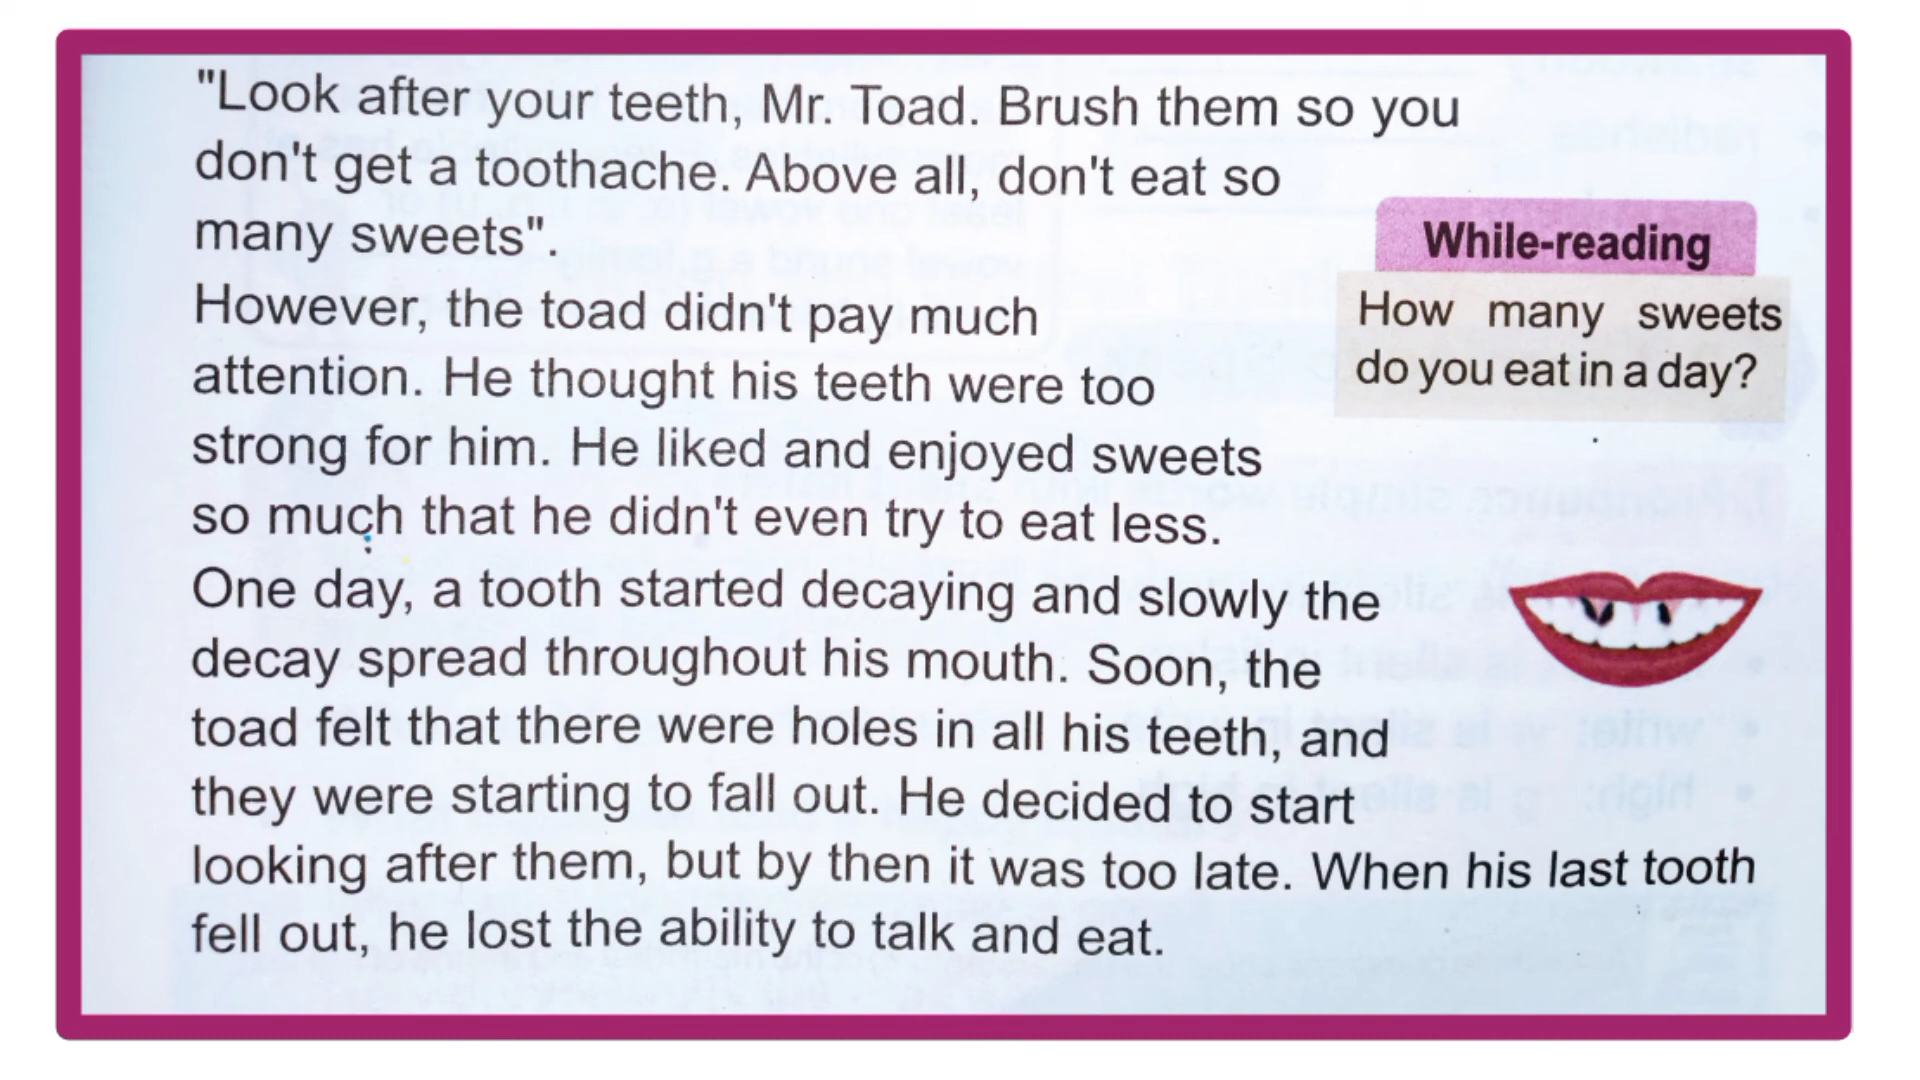 "Look after your teeth, Mr. Toad. Brush them so you
don't get a toothache. Above all, don't eat so
many sweets".
However, the toad didn't pay much
attention. He thought his teeth were too
strong for him. He liked and enjoyed sweets
so much that he didn't even try to eat less.
One day, a tooth started decaying and slowly the
decay spread throughout his mouth. Soon, the
toad felt that there were holes in all his teeth, and
they were starting to fall out. He decided to start
looking after them, but by then it was too late. When his last tooth
fell out, he lost the ability to talk and eat.
While-reading
How many sweets
do you eat in a day?